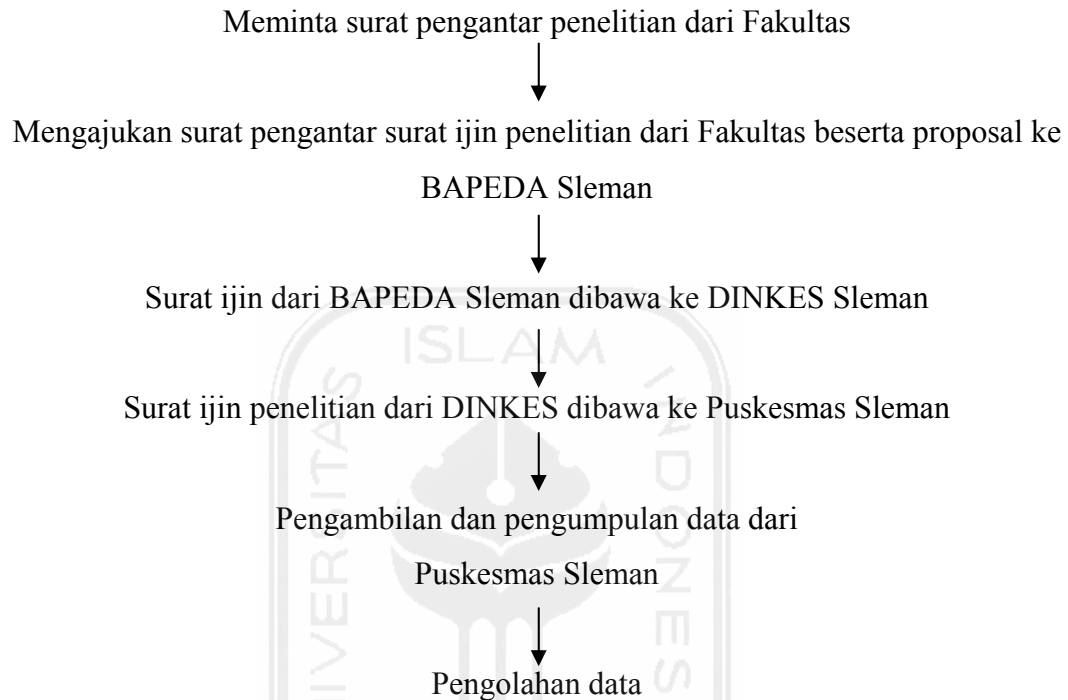 Meminta surat pengantar penelitian dari Fakultas
Mengajukan surat pengantar surat ijin penelitian dari Fakultas beserta proposal ke
BAPEDA Sleman
Surat ijin dari BAPEDA Sleman dibawa ke DINKES Sleman
ISLAM
Surat ijin penelitian dari DINKES dibawa ke Puskesmas Sleman
Pengambilan dan pengumpulan data dari
Puskesmas Sleman
Pengolahan data